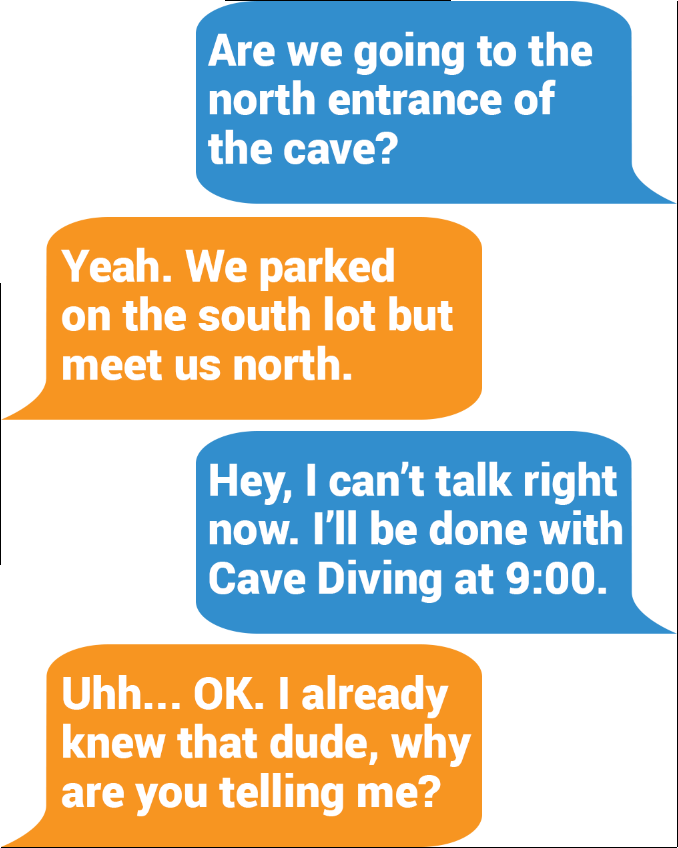 Are we going to the
north entrance of
the cave?
Yeah. We parked
on the south lot but
meet us north.
Hey, I can’t talk right
now. I’ll be done with
Cave Diving at 9:00.
Uhh... OK. I already
knew that dude, why
are you telling me?